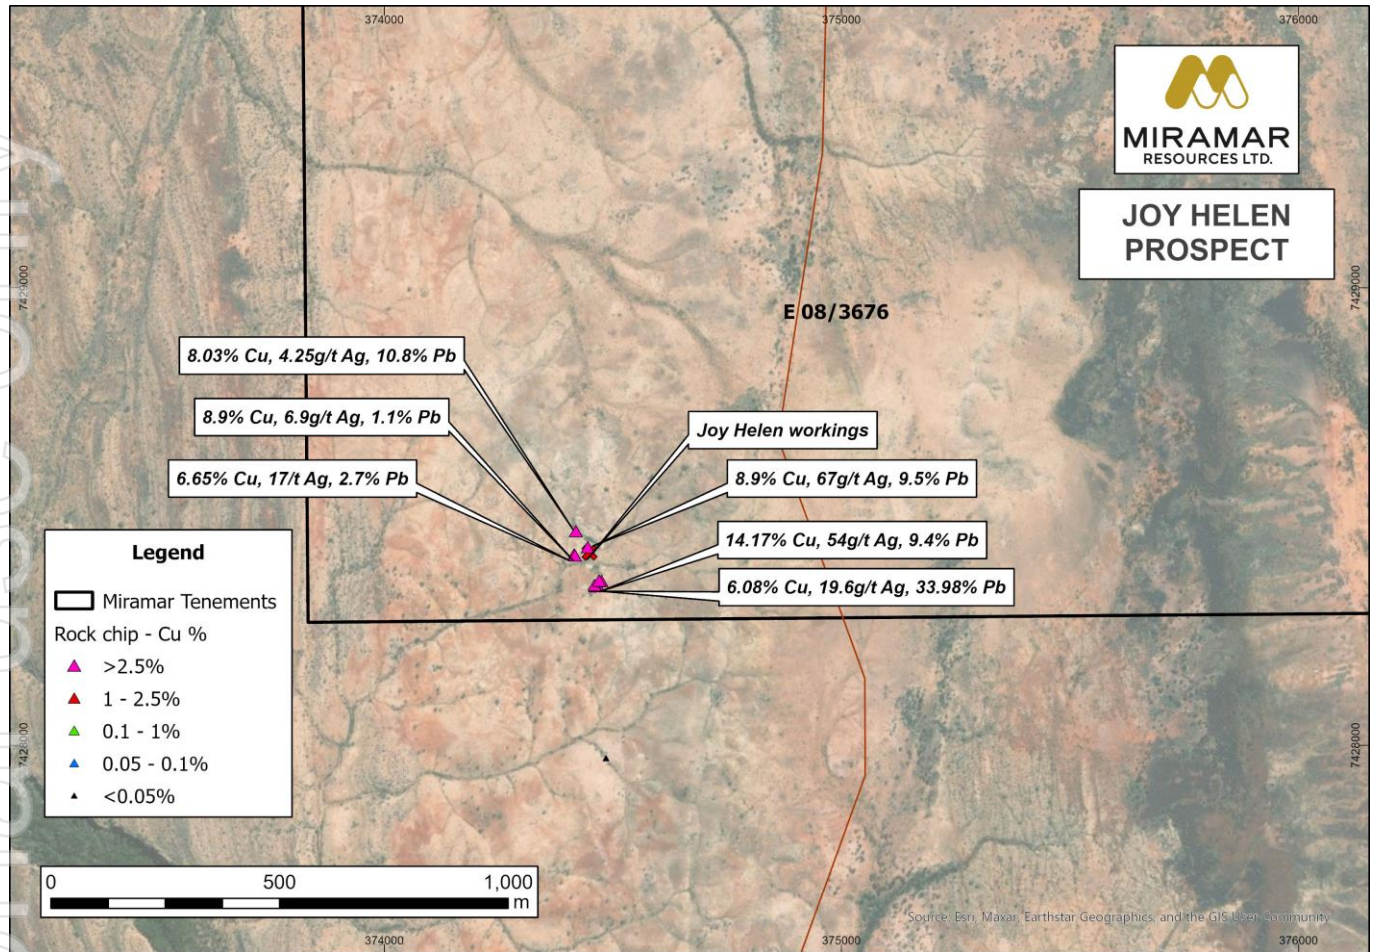 374000
375000
376000
MIRAMAR
RESOURCES LTD.
JOY HELEN
PROSPECT
7429000
7429000
E 08/3676
8.03% Cu, 4.25g/t Ag, 10.8% Pb
8.9% Cu, 6.9g/t Ag, 1.1% Pb
Joy Helen workings
6.65% Cu, 17/t Ag, 2.7% Pb
8.9% Cu, 67g/t Ag, 9.5% Pb
14.17% Cu, 54g/t Ag, 9.4% Pb
6.08% Cu, 19.6g/t Ag, 33.98% Pb
Legend
Miramar Tenements
Rock chip - Cu %
>2.5%
1 - 2.5%
0.1 - 1%
0.05 - 0.1%
<0.05%
7428000
7428000
0 500 1,000
m
Source: Esri, Maxar, Earthstar Geographics, and the GIS User Community
374000
375000
376000